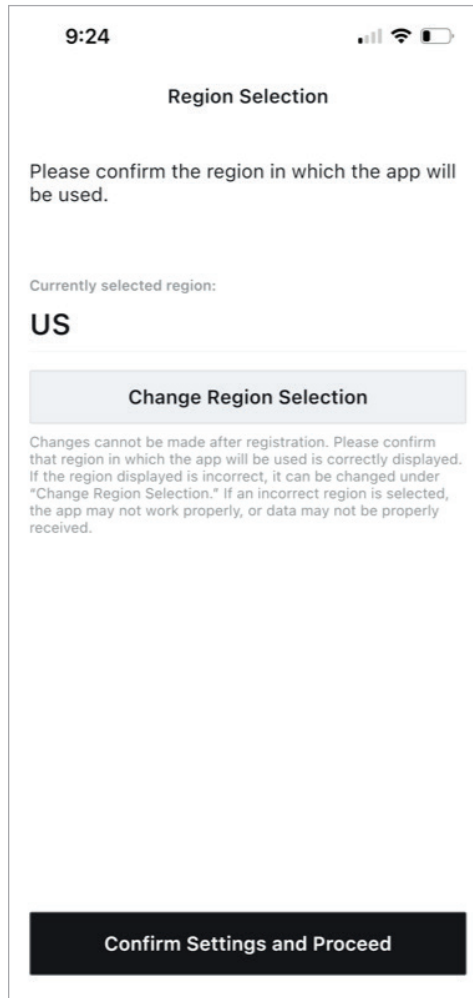 9:24
Region Selection
Please confirm the region in which the app will
be used.
Currently selected region:
US
Change Region Selection
Changes cannot be made after registration. Please confirm
that region in which the app will be used is correctly displayed.
If the region displayed is incorrect, it can be changed under
"Change Region Selection." If an incorrect region is selected,
the app may not work properly, or data may not be properly
received.
Confirm Settings and Proceed